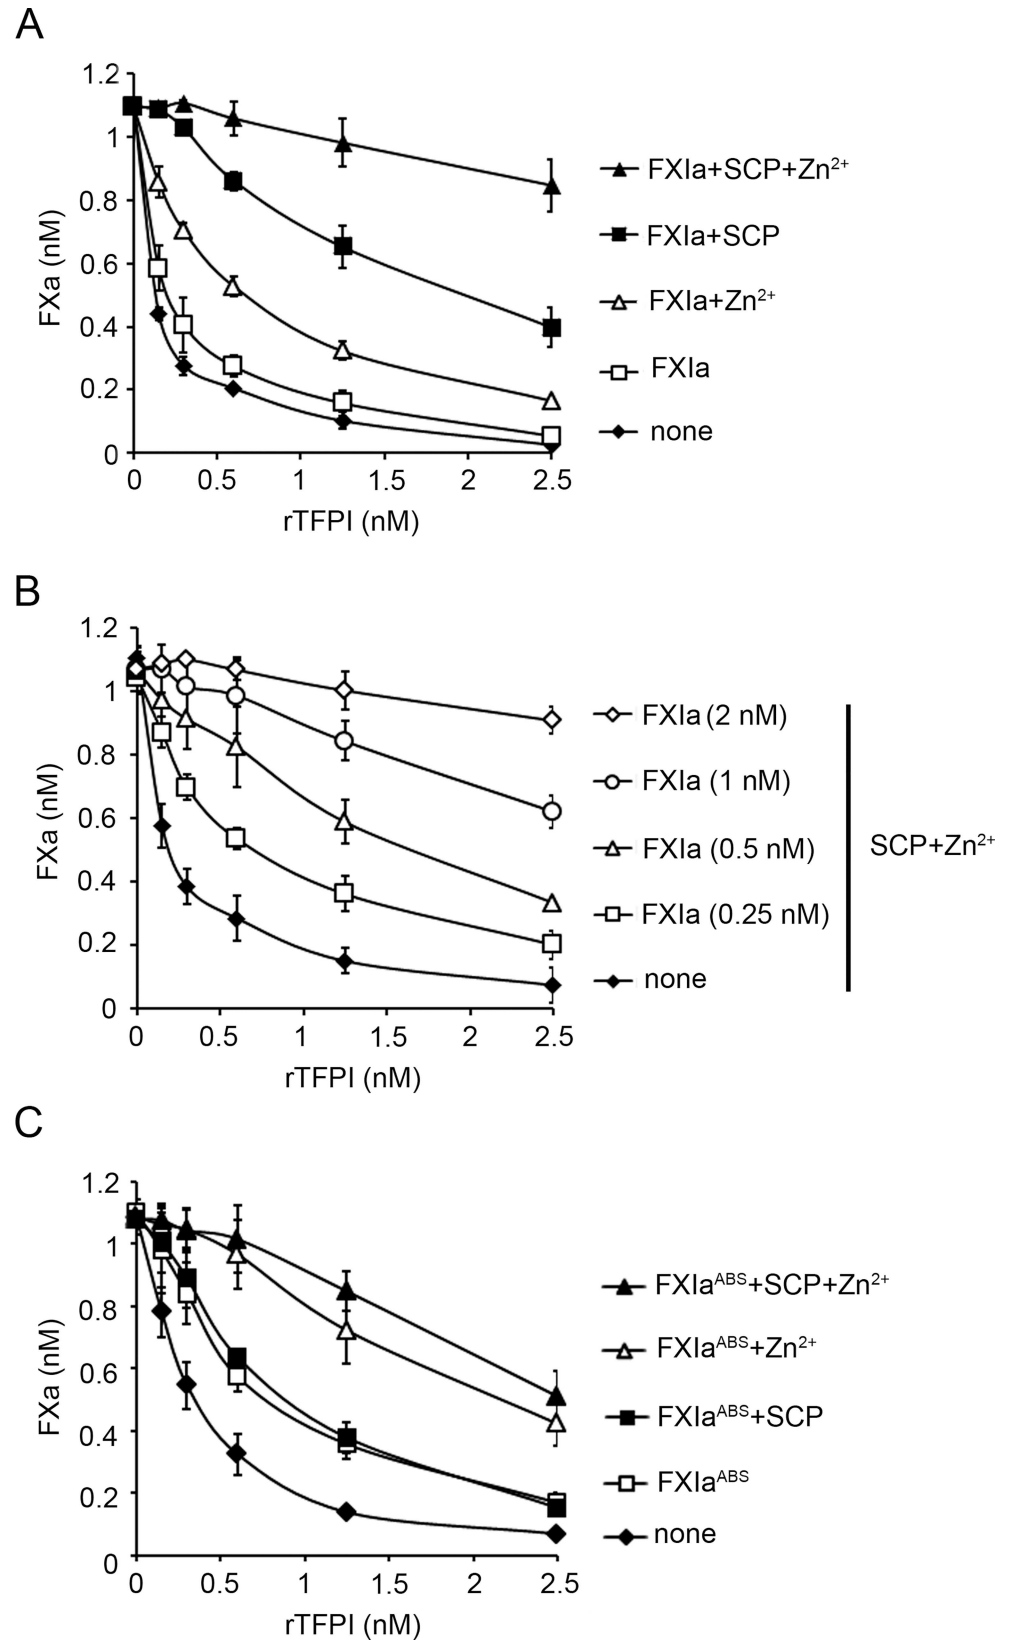 A
1.2
1
0.8
0.6
0.4
0.2
0
FXa (nM)
0 0.5 1 1.5 2 2.5
rTFPI (nM)
FXIa+SCP+Zn²⁺
FXIa+SCP
FXIa+Zn²⁺
FXIa
none
B
1.2
1
0.8
0.6
0.4
0.2
0
FXa (nM)
0 0.5 1 1.5 2 2.5
rTFPI (nM)
FXIa (2 nM)
FXIa (1 nM)
FXIa (0.5 nM)
FXIa (0.25 nM)
none
SCP+Zn²⁺
C
1.2
1
0.8
0.6
0.4
0.2
0
FXa (nM)
0 0.5 1 1.5 2 2.5
rTFPI (nM)
FXIaᴬᴮˢ+SCP+Zn²⁺
FXIaᴬᴮˢ+Zn²⁺
FXIaᴬᴮˢ+SCP
FXIaᴬᴮˢ
none